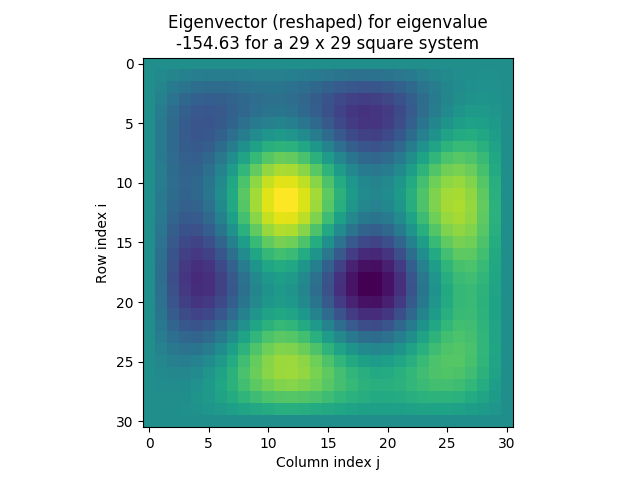 Eigenvector (reshaped) for eigenvalue
-154.63 for a 29 x 29 square system
0
5
10
15
20
25
30
Row index i
0 5 10 15 20 25 30
Column index j